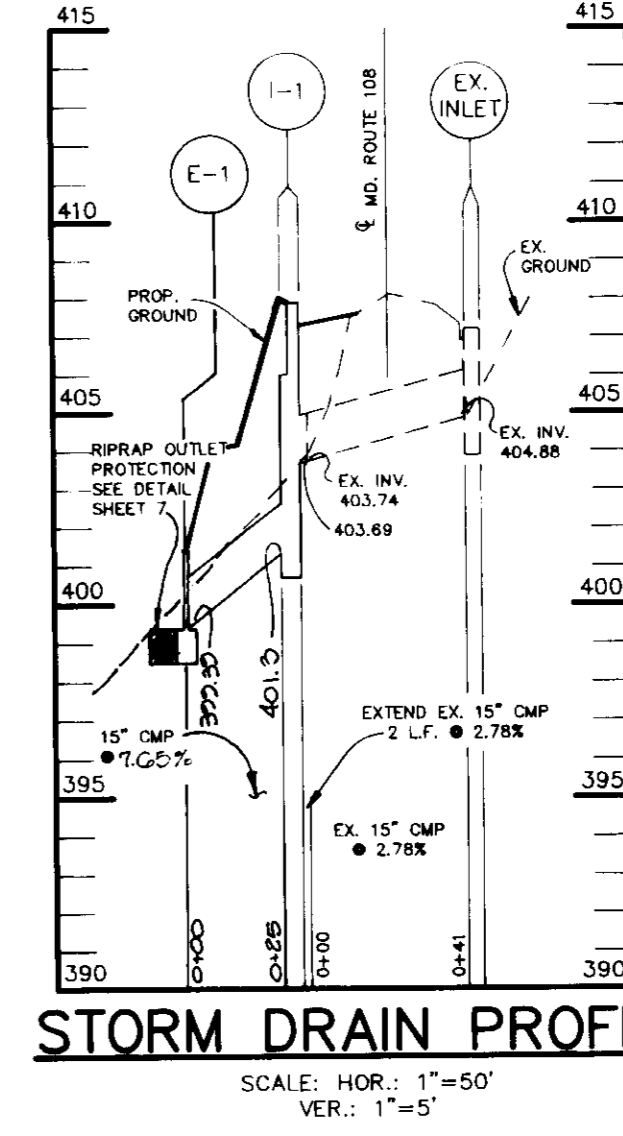 415
415
I-1
EX.
INLET
E-1
℄ MD. ROUTE 108
410
410
EX.
GROUND
PROP.
GROUND
405
405
RIPRAP OUTLET
PROTECTION
SEE DETAIL
SHEET 7
EX. INV.
404.88
EX. INV.
403.74
403.69
400
400
401.3
15" CMP
@ 7.65%
EXTEND EX. 15" CMP
2 L.F. @ 2.78%
395
395
EX. 15" CMP
@ 2.78%
0+00
0+25
0+00
0+41
390
390
STORM DRAIN PROFI
SCALE: HOR.: 1"=50'
VER.: 1"=5'